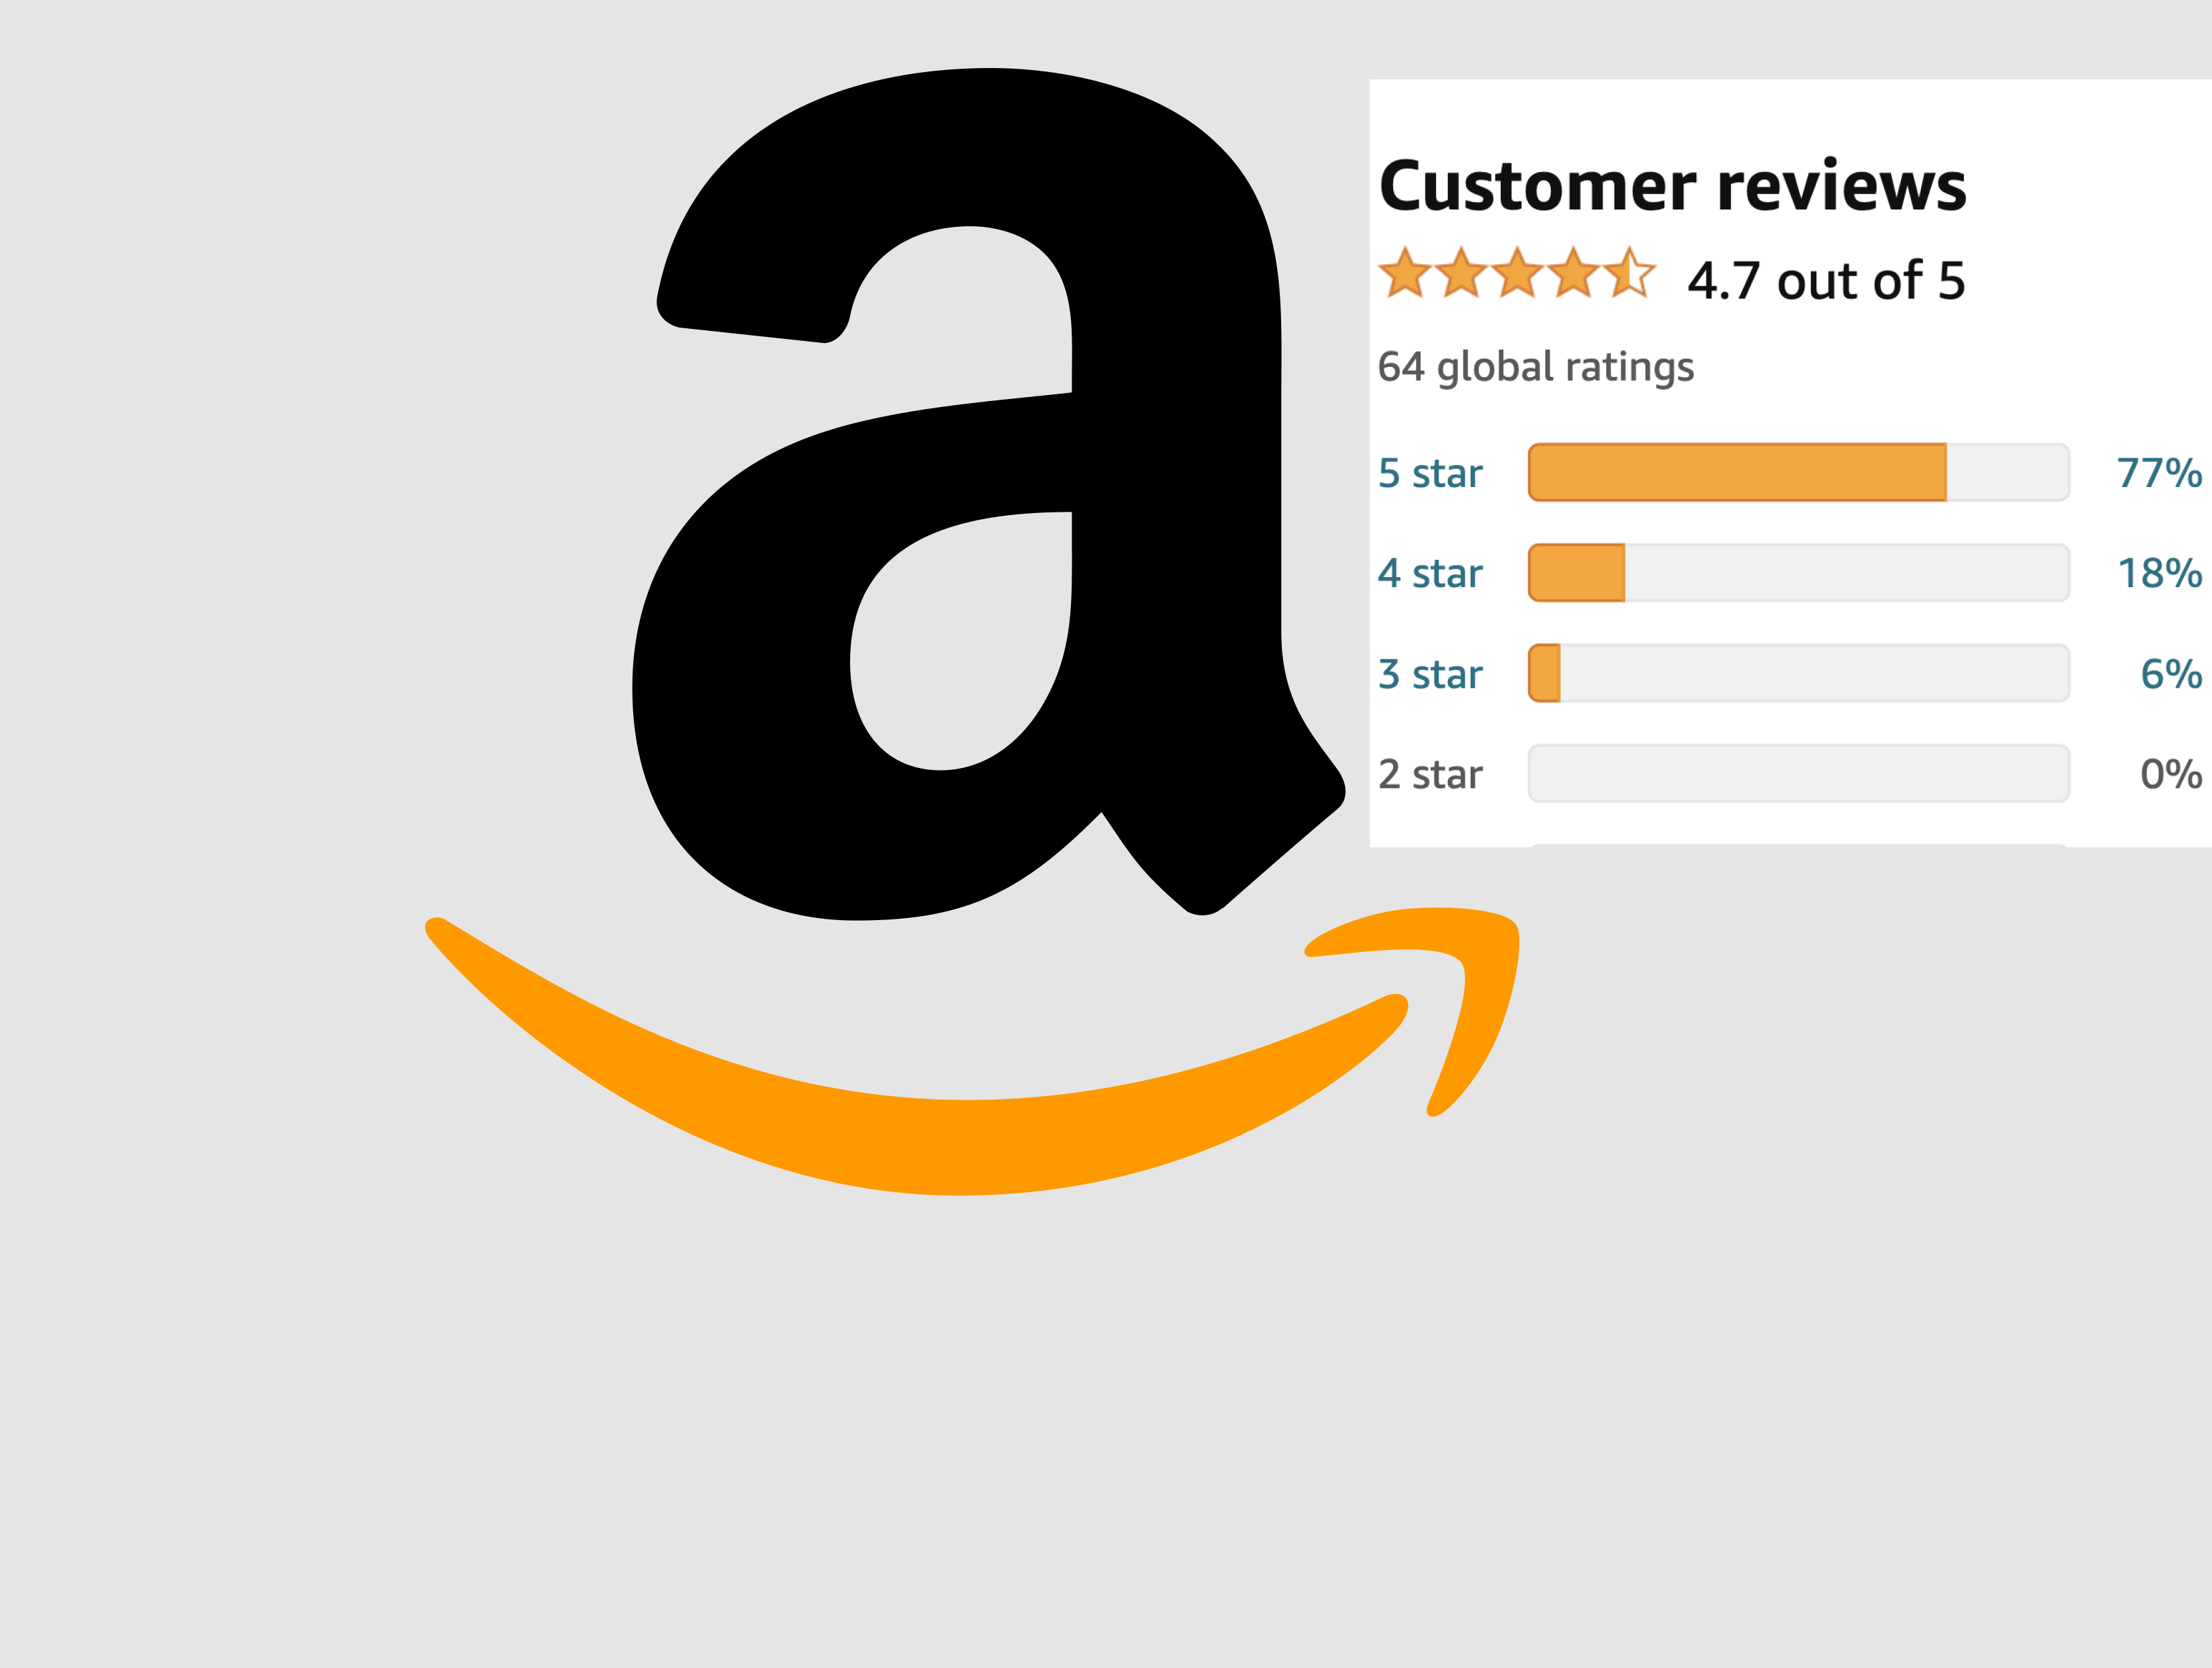 a
Customer reviews
4.7 out of 5
64 global ratings
5 star 77%
4 star 18%
3 star 6%
2 star 0%